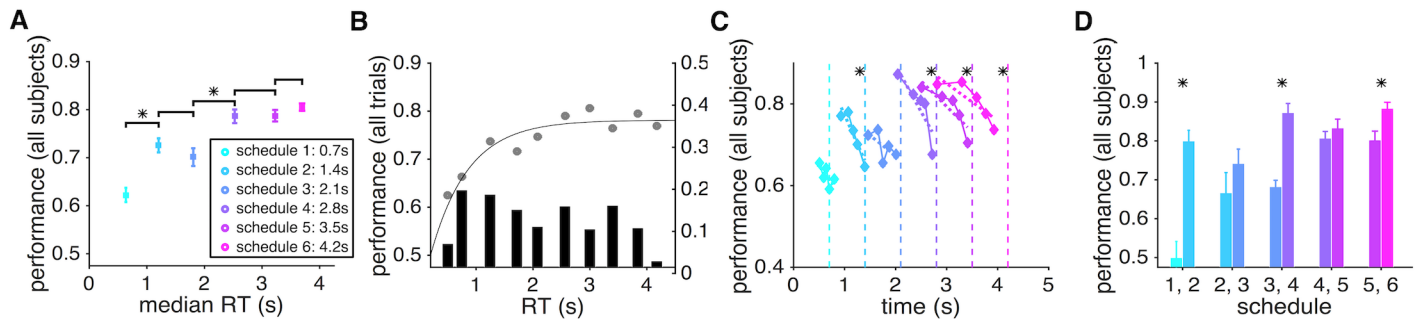 A
performance (all subjects)
0.9
0.8
0.7
0.6
0.5
0
1
2
3
4
median RT (s)
*
*
schedule 1: 0.7s
schedule 2: 1.4s
schedule 3: 2.1s
schedule 4: 2.8s
schedule 5: 3.5s
schedule 6: 4.2s
B
performance (all trials)
0.9
0.8
0.7
0.6
0.5
1
2
3
4
RT (s)
0.5
0.4
0.3
0.2
0.1
0
C
performance (all subjects)
0.8
0.6
0.4
0
1
2
3
4
5
time (s)
* * * *
D
performance (all subjects)
1
0.9
0.8
0.7
0.6
0.5
* * *
1, 2
2, 3
3, 4
4, 5
5, 6
schedule